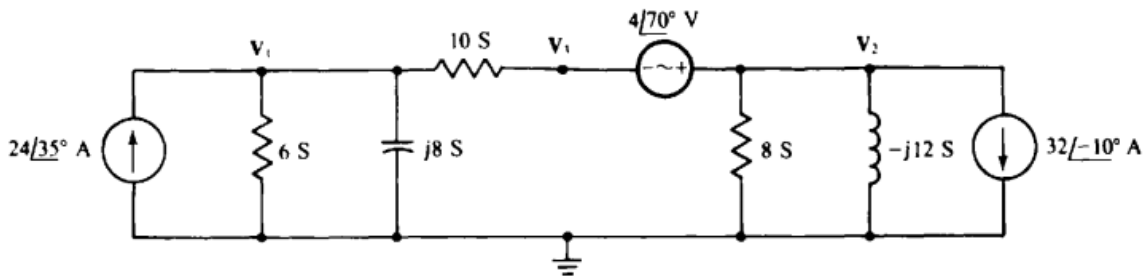 4/70° V
V₁
10 S
V₃
- ~ +
V₂
24/35° A
6 S
j8 S
8 S
-j12 S
32/-10° A